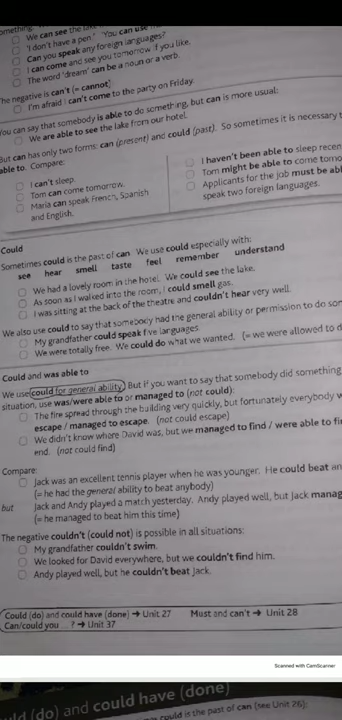 We can see the
'I don't have a pen.' 'You can use
Can you speak any foreign languages?
I can come and see you tomorrow if you like.
The word 'dream' can be a noun or a verb.
The negative is can't (= cannot)
I'm afraid I can't come to the party on Friday.
You can say that somebody is able to do something, but can is more usual:
We are able to see the lake from our hotel.
But can has only two forms: can (present) and could (past). So sometimes it is necessary t
able to. Compare:
I can't sleep.
Tom can come tomorrow.
Maria can speak French, Spanish
and English.
I haven't been able to sleep recen
Tom might be able to come tomo
Applicants for the job must be abl
speak two foreign languages.
Could
Sometimes could is the past of can We use could especially with:
see hear smell taste feel remember understand
We had a lovely room in the hotel We could see the lake.
As soon as I walked into the room, I could smell gas.
I was sitting at the back of the theatre and couldn't hear very well.
We also use could to say that somebody had the general ability or permission to do som
My grandfather could speak five languages
We were totally free. We could do what we wanted. (= we were allowed to d
Could and was able to
We use could for general ability. But if you want to say that somebody did something
situation, use was/were able to or managed to (not could):
The fire spread through the building very quickly, but fortunately everybody w
escape / managed to escape. (not could escape)
We didn't know where David was, but we managed to find / were able to fi
end. (not could find)
Compare:
Jack was an excellent tennis player when he was younger. He could beat an
(= he had the general ability to beat anybody)
but Jack and Andy played a match yesterday. Andy played well, but Jack manag
(= he managed to beat him this time)
The negative couldn't (could not) is possible in all situations:
My grandfather couldn't swim.
We looked for David everywhere, but we couldn't find him.
Andy played well, but he couldn't beat Jack.
Could (do) and could have (done) → Unit 27 Must and can't → Unit 28
Can/could you ... ? → Unit 37
Scanned with CamScanner
(do) and could have (done)
could is the past of can (see Unit 26):